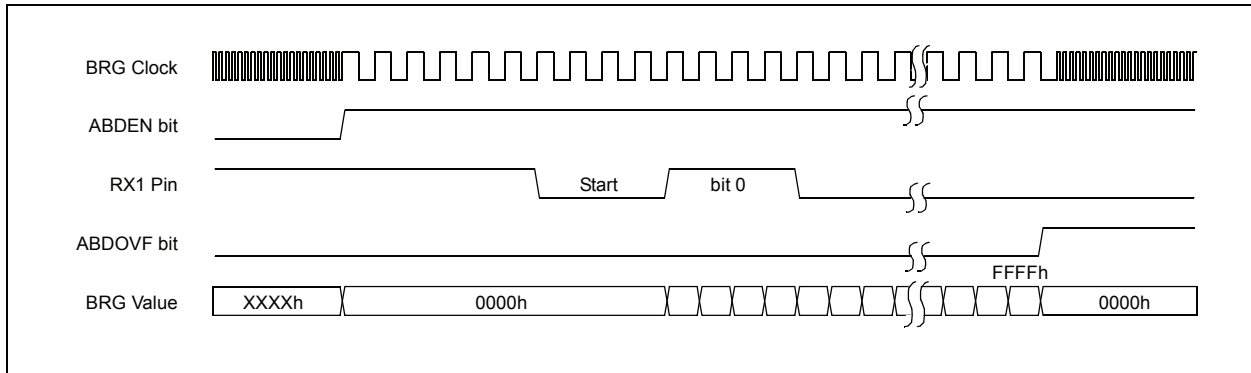 BRG Clock
ABDEN bit
RX1 Pin
Start
bit 0
ABDOVF bit
FFFFh
BRG Value
XXXXh
0000h
0000h